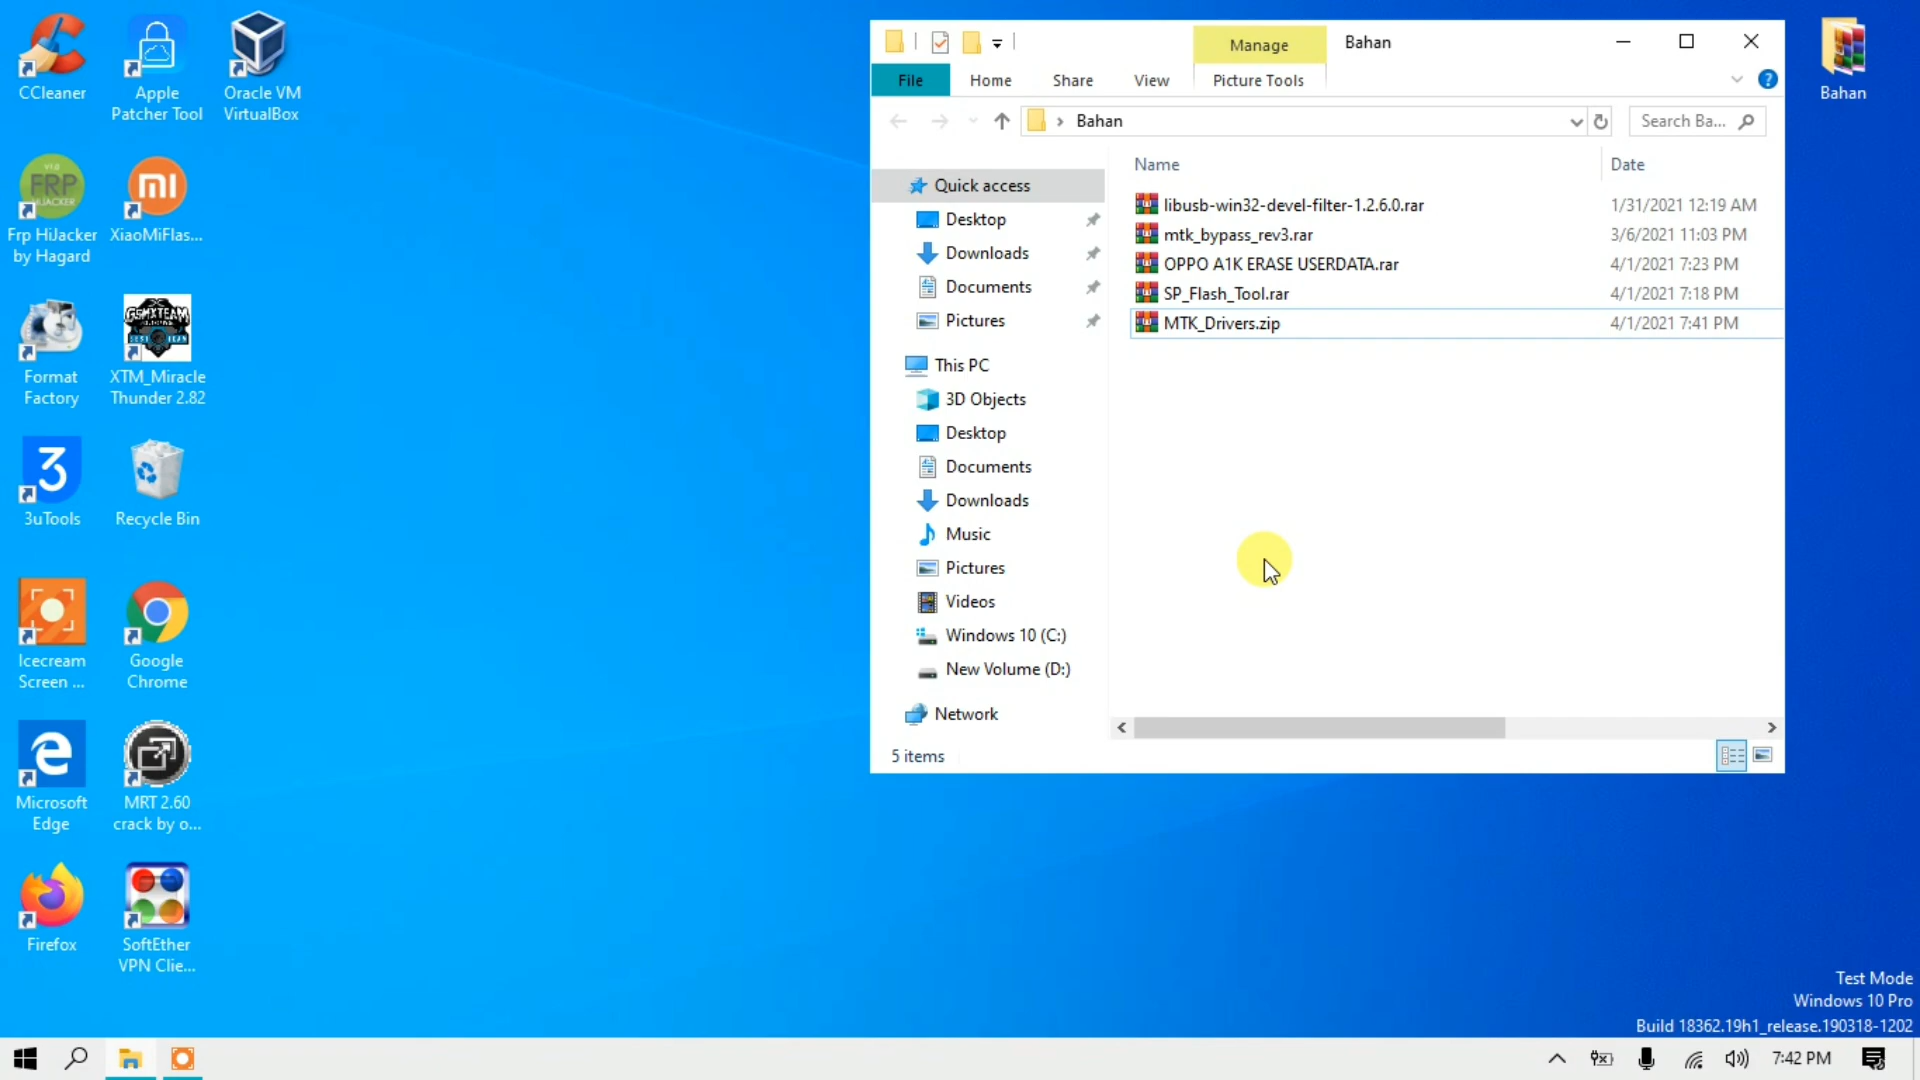 CCleaner
Apple
Patcher Tool
Oracle VM
VirtualBox
FRP
HIJACKER
Frp HiJacker
by Hagard
XiaoMiFlas...
Format
Factory
GSMXTEAM
XTM_Miracle
Thunder 2.82
3
3uTools
Recycle Bin
Icecream
Screen ...
Google
Chrome
Microsoft
Edge
MRT 2.60
crack by o...
Firefox
SoftEther
VPN Clie...
Manage
Bahan
File
Home
Share
View
Picture Tools
Bahan
Search Ba...
Quick access
Desktop
Downloads
Documents
Pictures
This PC
3D Objects
Desktop
Documents
Downloads
Music
Pictures
Videos
Windows 10 (C:)
New Volume (D:)
Network
Name
Date
libusb-win32-devel-filter-1.2.6.0.rar
1/31/2021 12:19 AM
mtk_bypass_rev3.rar
3/6/2021 11:03 PM
OPPO A1K ERASE USERDATA.rar
4/1/2021 7:23 PM
SP_Flash_Tool.rar
4/1/2021 7:18 PM
MTK_Drivers.zip
4/1/2021 7:41 PM
5 items
Bahan
Test Mode
Windows 10 Pro
Build 18362.19h1_release.190318-1202
7:42 PM